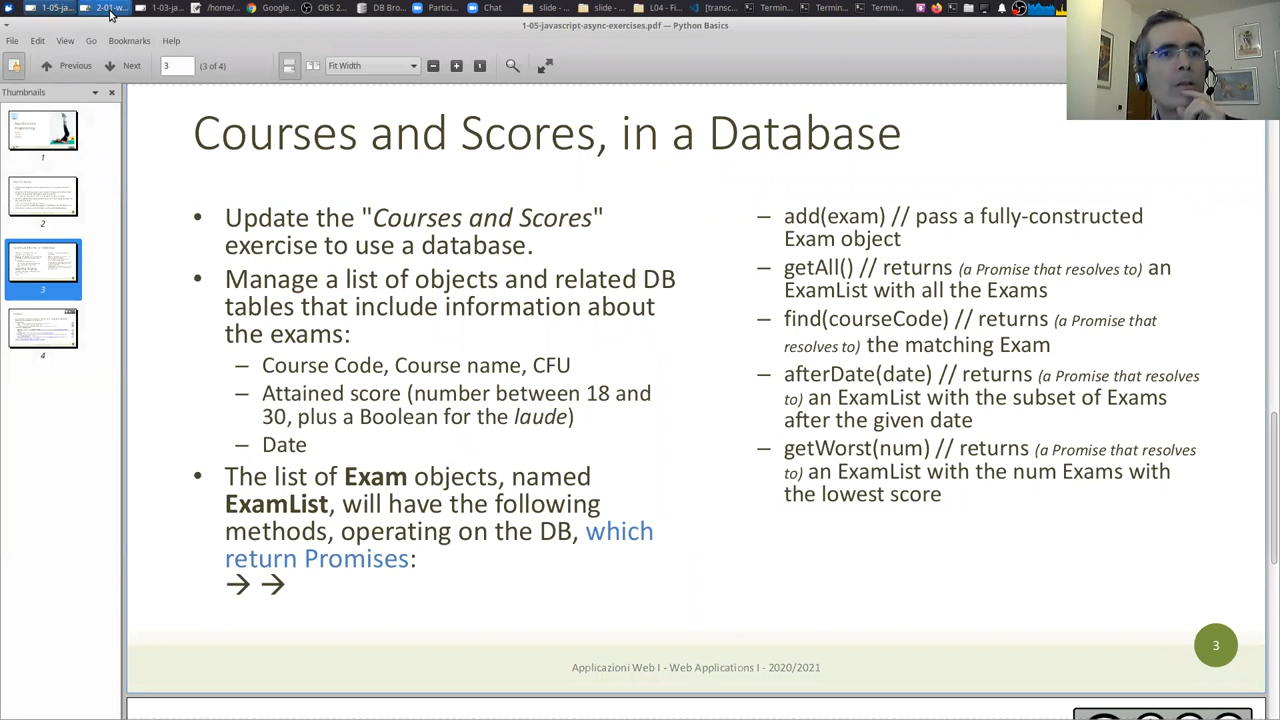 1-05-ja
2-01-w
1-03-ja
/home/
Google
OBS 2
DB Bro
Partici
Chat
slide -
slide -
L04 - Fi
[transc
Termin
Termin
Termin
1-05-javascript-async-exercises.pdf — Python Basics
File Edit View Go Bookmarks Help
Previous Next 3 (3 of 4) Fit Width
Thumbnails
1
2
3
4
Courses and Scores, in a Database
• Update the "Courses and Scores"
exercise to use a database.
• Manage a list of objects and related DB
tables that include information about
the exams:
– Course Code, Course name, CFU
– Attained score (number between 18 and
30, plus a Boolean for the laude)
– Date
• The list of Exam objects, named
ExamList, will have the following
methods, operating on the DB, which
return Promises:
→ →
– add(exam) // pass a fully-constructed
Exam object
– getAll() // returns (a Promise that resolves to) an
ExamList with all the Exams
– find(courseCode) // returns (a Promise that
resolves to) the matching Exam
– afterDate(date) // returns (a Promise that resolves
to) an ExamList with the subset of Exams
after the given date
– getWorst(num) // returns (a Promise that resolves
to) an ExamList with the num Exams with
the lowest score
Applicazioni Web I - Web Applications I - 2020/2021
3